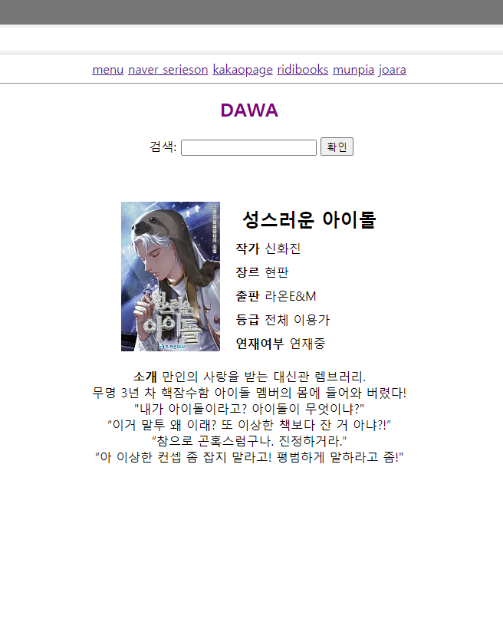 menu naver serieson kakaopage ridibooks munpia joara
DAWA
검색: 확인
성스러운 아이돌
작가 신화진
장르 현판
출판 라온E&M
등급 전체 이용가
연재여부 연재중
성스러운
아이돌
소개 만인의 사랑을 받는 대신관 렘브러리.
무명 3년 차 핵잠수함 아이돌 멤버의 몸에 들어와 버렸다!
"내가 아이돌이라고? 아이돌이 무엇이냐?"
“이거 말투 왜 이래? 또 이상한 책보다 잔 거 아냐?!”
“참으로 곤혹스럽구나. 진정하거라.”
“아 이상한 컨셉 좀 잡지 말라고! 평범하게 말하라고 좀!"